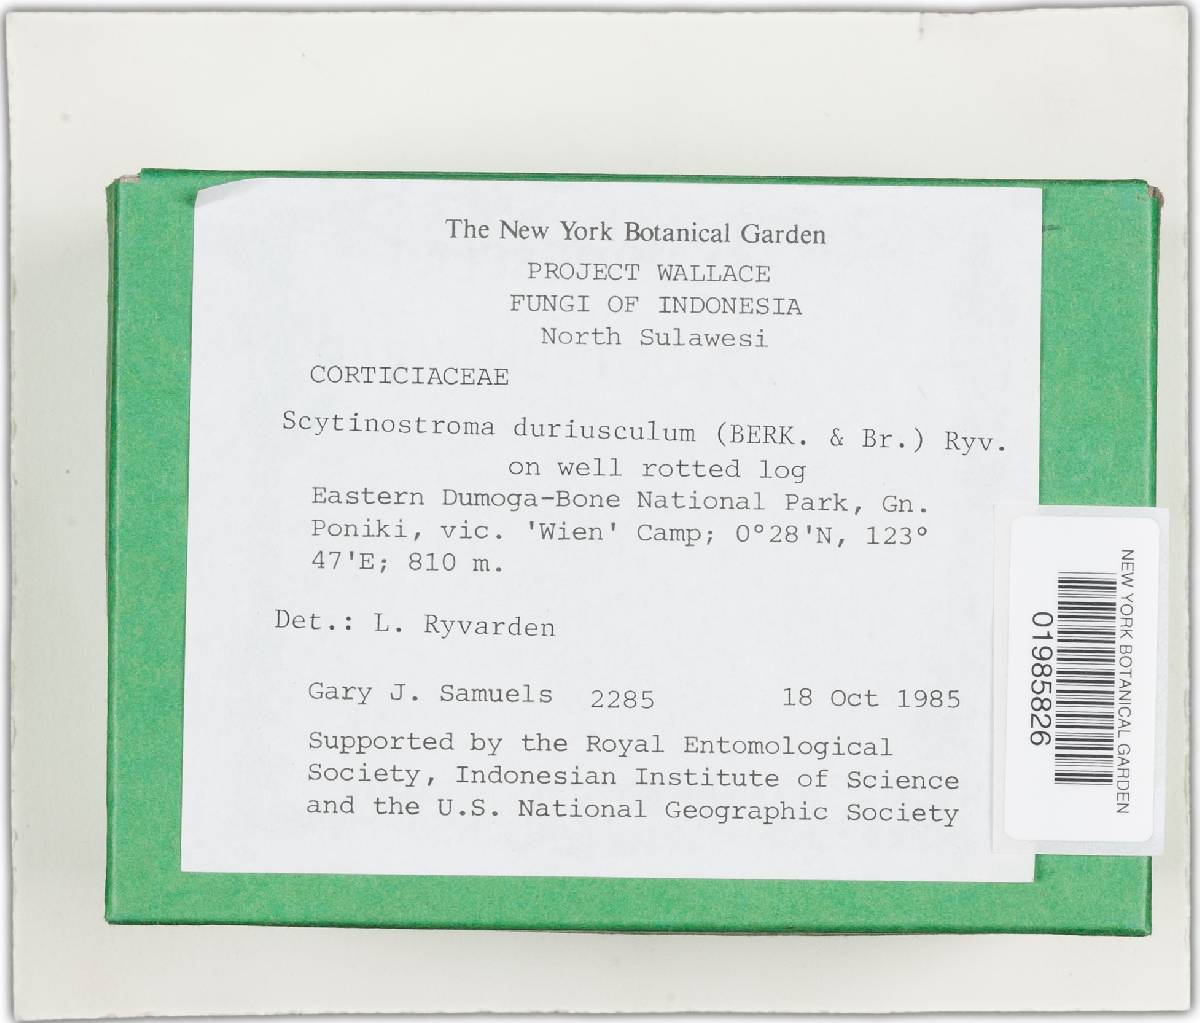 The New York Botanical Garden
PROJECT WALLACE
FUNGI OF INDONESIA
North Sulawesi
CORTICIACEAE
Scytinostroma duriusculum (BERK. & Br.) Ryv.
on well rotted log
Eastern Dumoga-Bone National Park, Gn.
Poniki, vic. 'Wien' Camp; 0°28'N, 123°
47'E; 810 m.
Det.: L. Ryvarden
Gary J. Samuels 2285 18 Oct 1985
Supported by the Royal Entomological
Society, Indonesian Institute of Science
and the U.S. National Geographic Society
NEW YORK BOTANICAL GARDEN
01985826